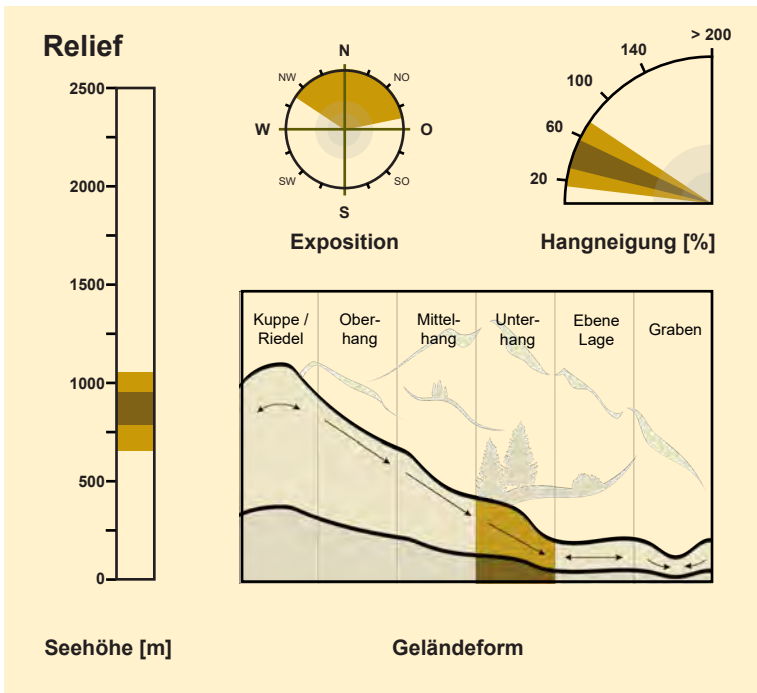 Relief
2500
2000
1500
1000
500
0
Seehöhe [m]
N
NW
NO
W
O
SW
SO
S
Exposition
> 200
140
100
60
20
Hangneigung [%]
Kuppe /
Riedel
Ober-
hang
Mittel-
hang
Unter-
hang
Ebene
Lage
Graben
Geländeform